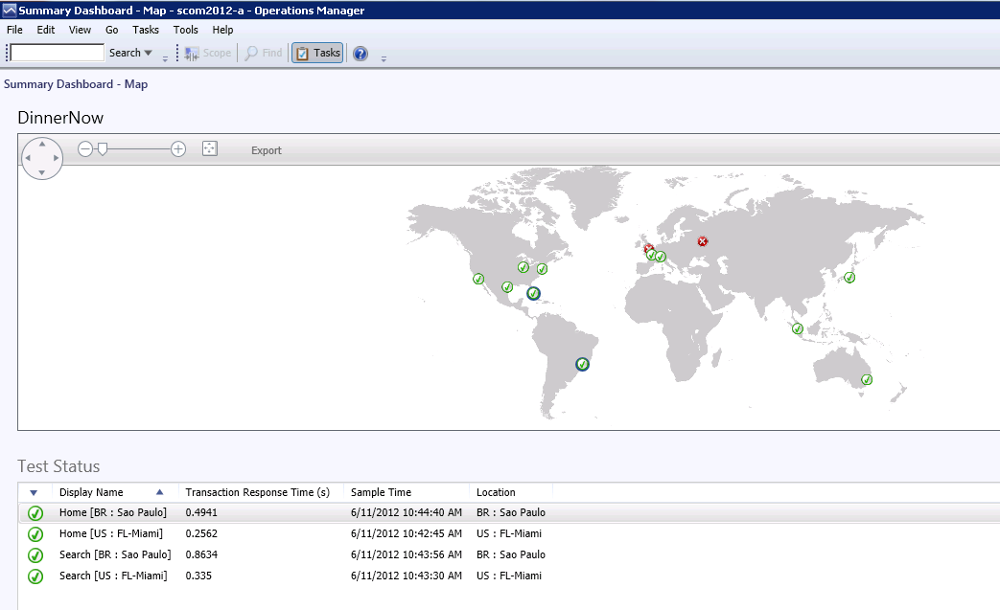 Summary Dashboard - Map - scom2012-a - Operations Manager
File Edit View Go Tasks Tools Help
Search Scope Find Tasks
Summary Dashboard - Map
DinnerNow
Export
Test Status
Display Name Transaction Response Time (s) Sample Time Location
Home [BR : Sao Paulo] 0.4941 6/11/2012 10:44:40 AM BR : Sao Paulo
Home [US : FL-Miami] 0.2562 6/11/2012 10:42:45 AM US : FL-Miami
Search [BR : Sao Paulo] 0.8634 6/11/2012 10:43:56 AM BR : Sao Paulo
Search [US : FL-Miami] 0.335 6/11/2012 10:43:30 AM US : FL-Miami